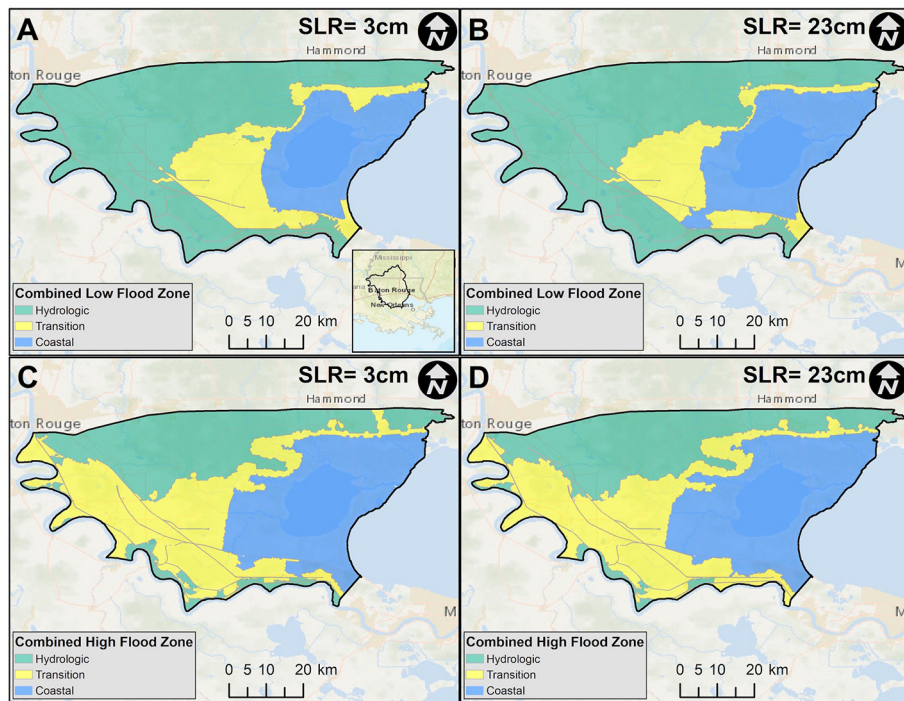 A
SLR= 3cm
N
Hammond
ton Rouge
Mississippi
Baton Rouge
New Orleans
Combined Low Flood Zone
Hydrologic
Transition
Coastal
0 5 10 20 km
B
SLR= 23cm
N
Hammond
ton Rouge
M
Combined Low Flood Zone
Hydrologic
Transition
Coastal
0 5 10 20 km
C
SLR= 3cm
N
Hammond
ton Rouge
M
Combined High Flood Zone
Hydrologic
Transition
Coastal
0 5 10 20 km
D
SLR= 23cm
N
Hammond
ton Rouge
M
Combined High Flood Zone
Hydrologic
Transition
Coastal
0 5 10 20 km